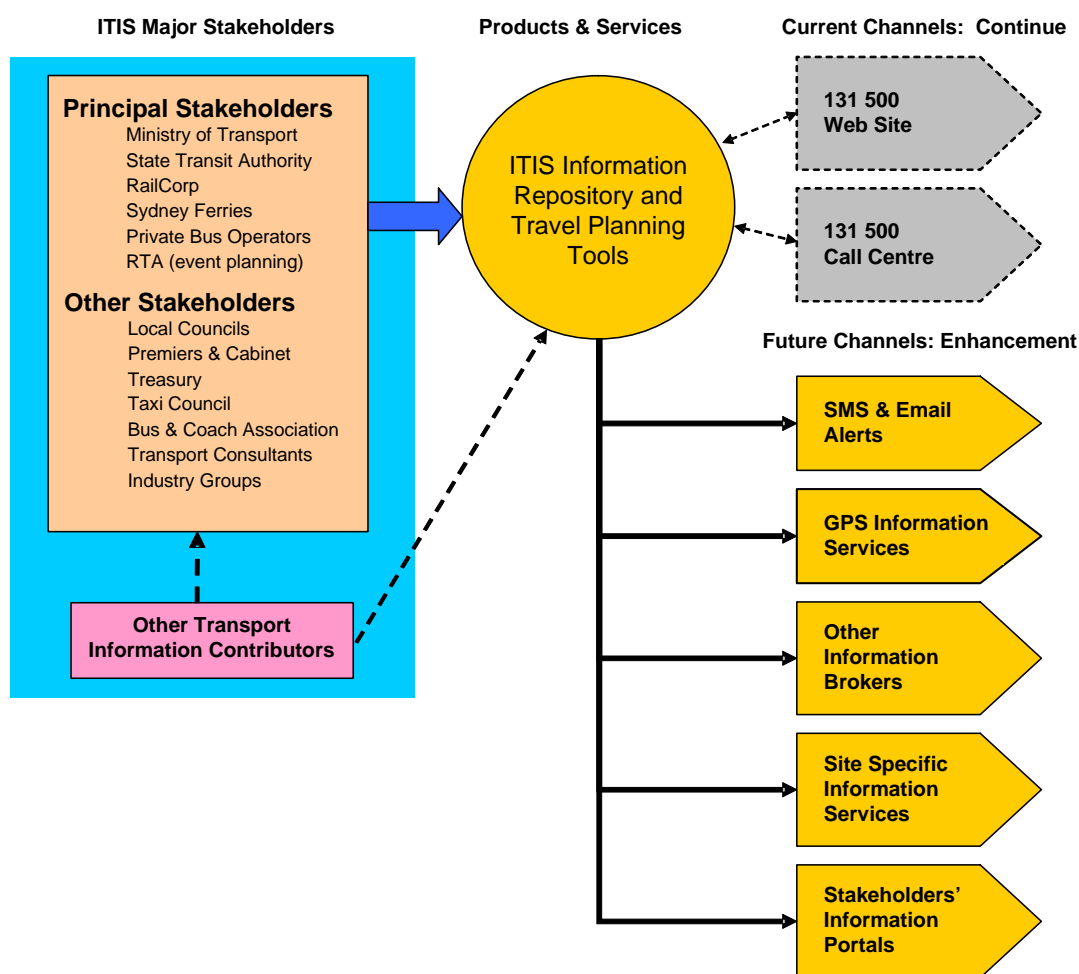 ITIS Major Stakeholders
Products & Services
Current Channels:  Continue
Principal Stakeholders
Ministry of Transport
State Transit Authority
RailCorp
Sydney Ferries
Private Bus Operators
RTA (event planning)
Other Stakeholders
Local Councils
Premiers & Cabinet
Treasury
Taxi Council
Bus & Coach Association
Transport Consultants
Industry Groups
Other Transport
Information Contributors
ITIS Information
Repository and
Travel Planning
Tools
131 500
Web Site
131 500
Call Centre
Future Channels: Enhancement
SMS & Email
Alerts
GPS Information
Services
Other
Information
Brokers
Site Specific
Information
Services
Stakeholders’
Information
Portals